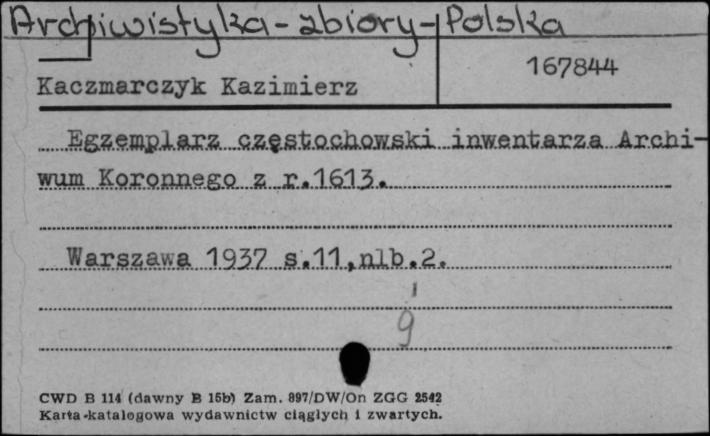 Archiwistyka-zbiory-Polska
167844
Kaczmarczyk Kazimierz
Egzemplarz częstochowski inwentarza Archi-
wum Koronnego z r.1613.
Warszawa 1937 s.11,nlb.2.
i
9
CWD B 114 (dawny B 15b) Zam. 897/DW/On ZGG 2542
Karta-katalogowa wydawnictw ciągłych i zwartych.